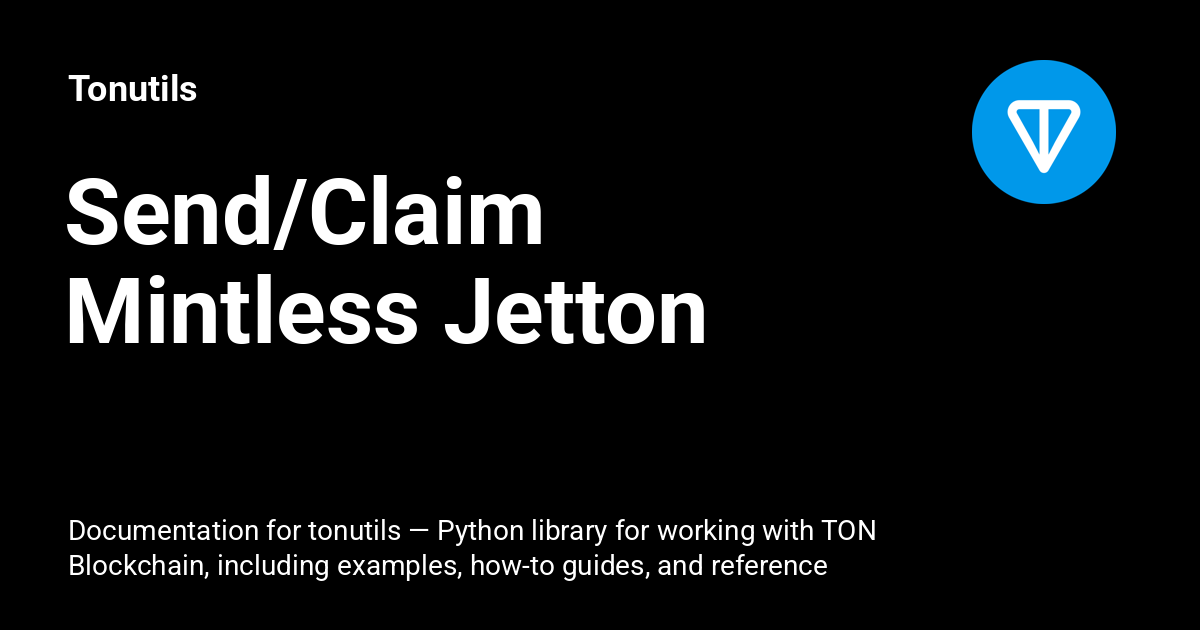 Tonutils
Send/Claim
Mintless Jetton
Documentation for tonutils — Python library for working with TON
Blockchain, including examples, how-to guides, and reference